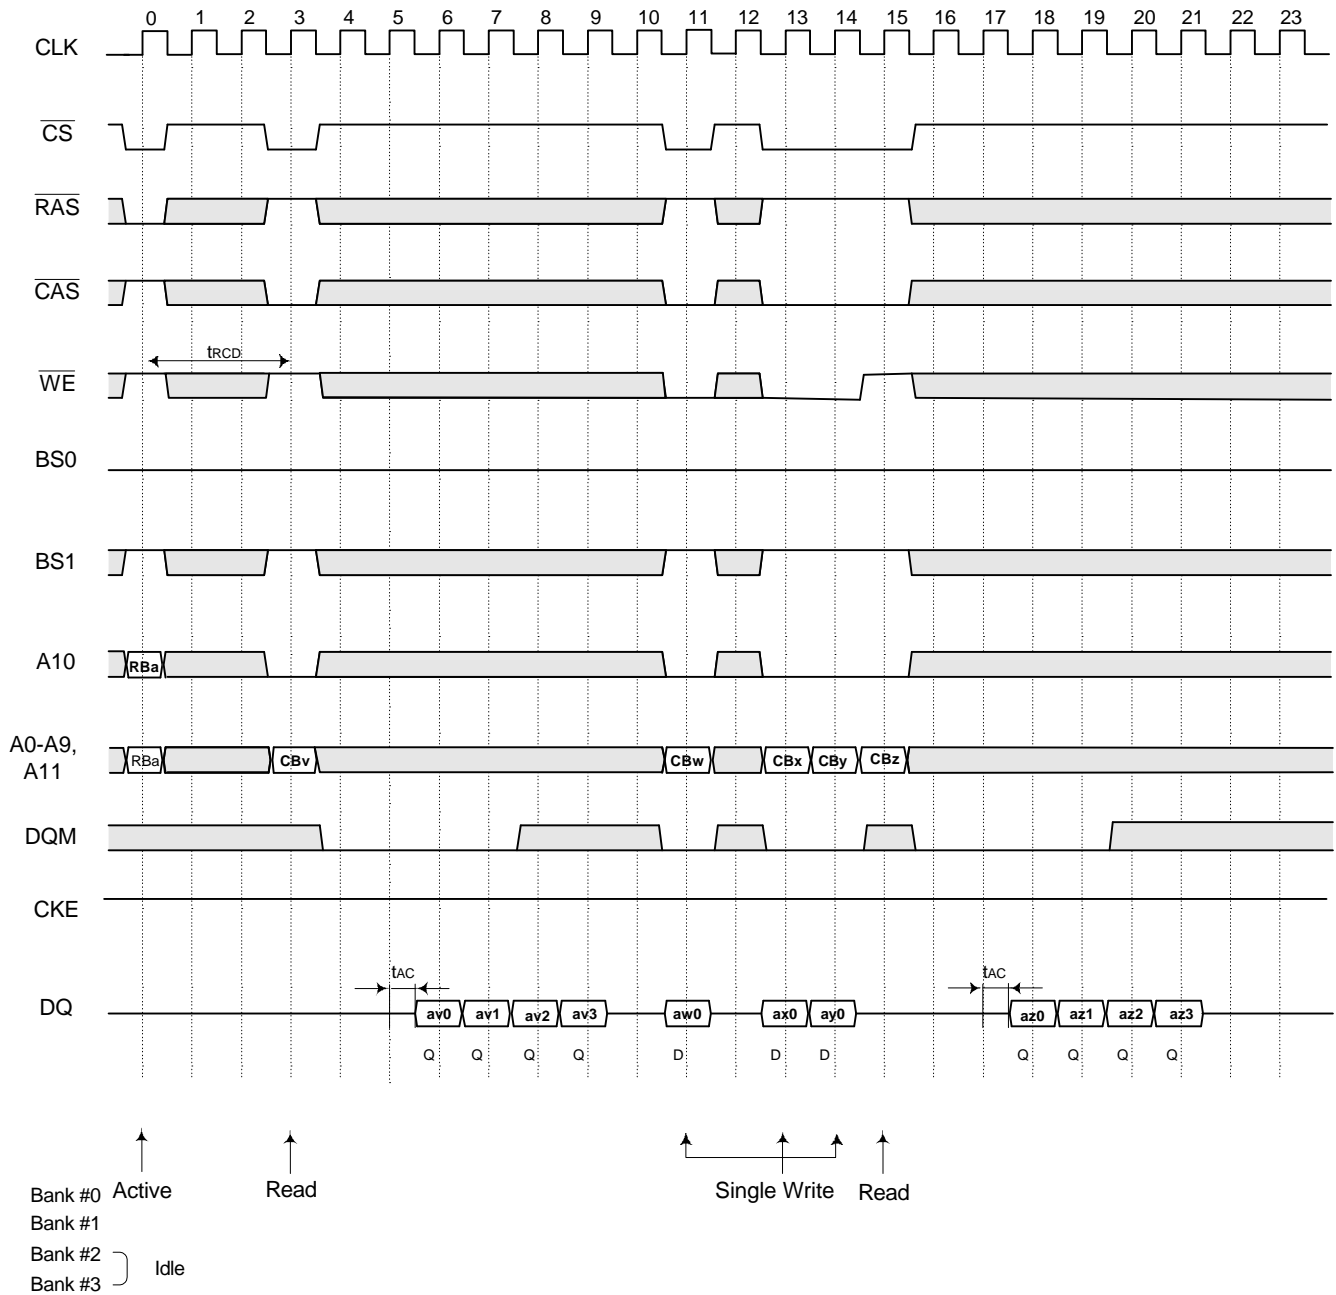 0 1 2 3 4 5 6 7 8 9 10 11 12 13 14 15 16 17 18 19 20 21 22 23
CLK
CS
RAS
CAS
tRCD
WE
BS0
BS1
A10 RBa
A0-A9,
A11 RBa CBv CBw CBx CBy CBz
DQM
CKE
tAC tAC
DQ av0 av1 av2 av3 aw0 ax0 ay0 az0 az1 az2 az3
Q Q Q Q D D D Q Q Q Q
Bank #0 Active Read Single Write Read
Bank #1
Bank #2
Idle
Bank #3